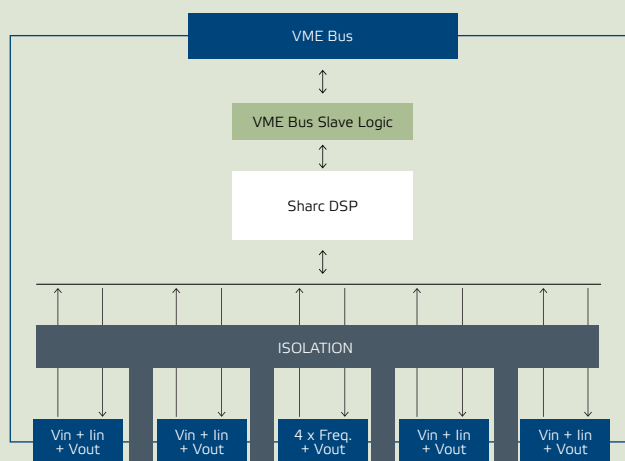 VME Bus
VME Bus Slave Logic
Sharc DSP
ISOLATION
Vin + Iin
+ Vout
Vin + Iin
+ Vout
4 x Freq.
+ Vout
Vin + Iin
+ Vout
Vin + Iin
+ Vout